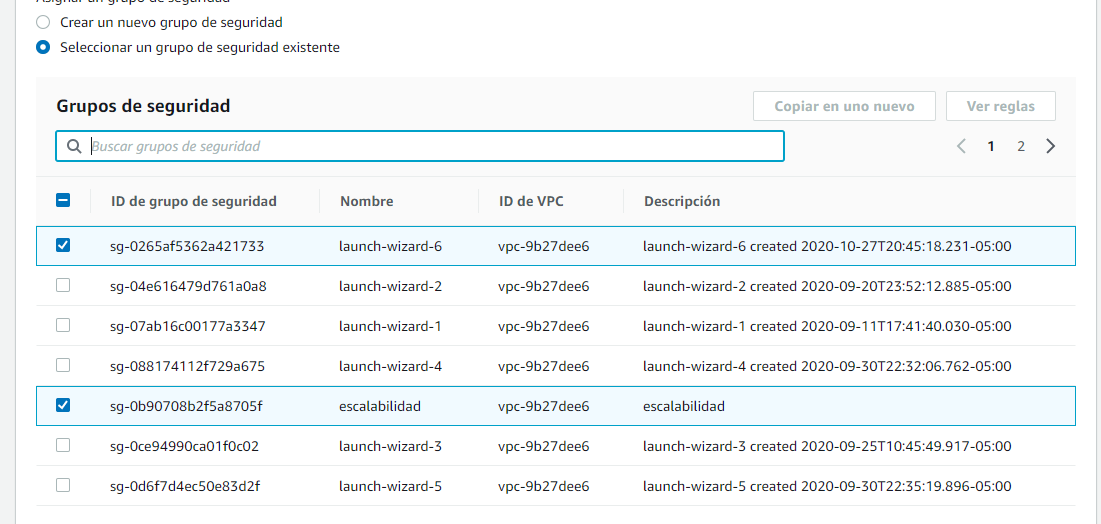 Asignar un grupo de seguridad
Crear un nuevo grupo de seguridad
Seleccionar un grupo de seguridad existente
Grupos de seguridad Copiar en uno nuevo Ver reglas
Buscar grupos de seguridad 1 2
ID de grupo de seguridad Nombre ID de VPC Descripción
sg-0265af5362a421733 launch-wizard-6 vpc-9b27dee6 launch-wizard-6 created 2020-10-27T20:45:18.231-05:00
sg-04e616479d761a0a8 launch-wizard-2 vpc-9b27dee6 launch-wizard-2 created 2020-09-20T23:52:12.885-05:00
sg-07ab16c00177a3347 launch-wizard-1 vpc-9b27dee6 launch-wizard-1 created 2020-09-11T17:41:40.030-05:00
sg-088174112f729a675 launch-wizard-4 vpc-9b27dee6 launch-wizard-4 created 2020-09-30T22:32:06.762-05:00
sg-0b90708b2f5a8705f escalabilidad vpc-9b27dee6 escalabilidad
sg-0ce94990ca01f0c02 launch-wizard-3 vpc-9b27dee6 launch-wizard-3 created 2020-09-25T10:45:49.917-05:00
sg-0d6f7d4ec50e83d2f launch-wizard-5 vpc-9b27dee6 launch-wizard-5 created 2020-09-30T22:35:19.896-05:00